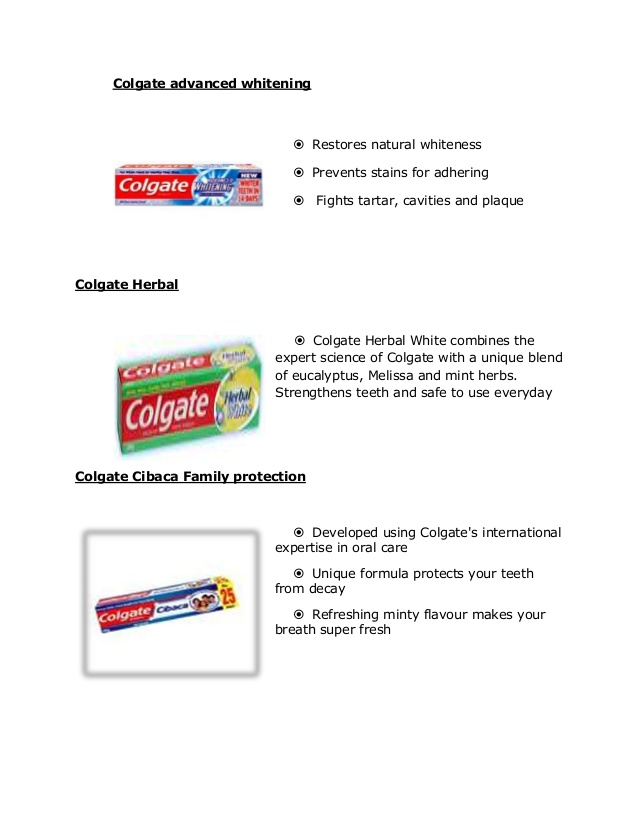 Colgate advanced whitening
◉ Restores natural whiteness
◉ Prevents stains for adhering
◉ Fights tartar, cavities and plaque
Colgate
WHITENING
NEW
WHITEN
TEETH IN
14 DAYS
Colgate Herbal
◉ Colgate Herbal White combines the
expert science of Colgate with a unique blend
of eucalyptus, Melissa and mint herbs.
Strengthens teeth and safe to use everyday
Colgate
Herbal
Colgate
Herbal
White
Colgate Cibaca Family protection
◉ Developed using Colgate's international
expertise in oral care
◉ Unique formula protects your teeth
from decay
◉ Refreshing minty flavour makes your
breath super fresh
Colgate
Cibaca
25